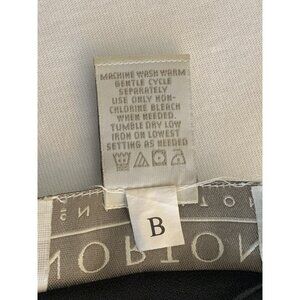 MACHINE WASH WARM
GENTLE CYCLE
SEPARATELY
USE ONLY NON-
CHLORINE BLEACH
WHEN NEEDED.
TUMBLE DRY LOW
IRON ON LOWEST
SETTING AS NEEDED
B
NORTON